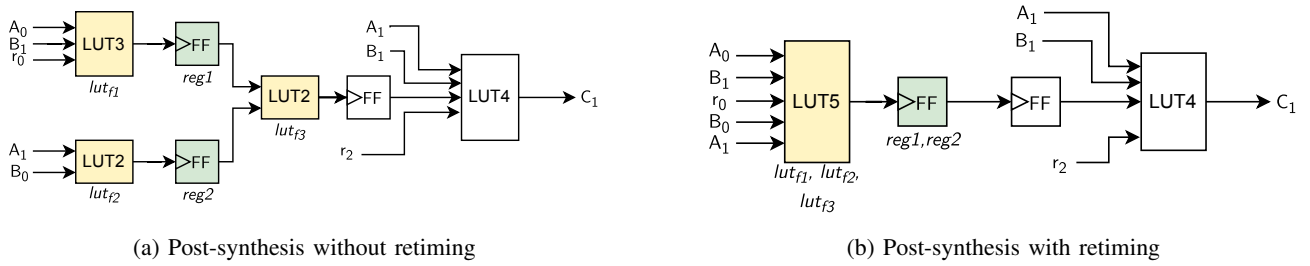 A0
B1
r0
LUT3
lutf1
>FF
reg1
A1
B0
LUT2
lutf2
>FF
reg2
LUT2
lutf3
>FF
A1
B1
r2
LUT4
C1
(a) Post-synthesis without retiming
A0
B1
r0
B0
A1
LUT5
lutf1, lutf2,
lutf3
>FF
reg1,reg2
>FF
A1
B1
r2
LUT4
C1
(b) Post-synthesis with retiming